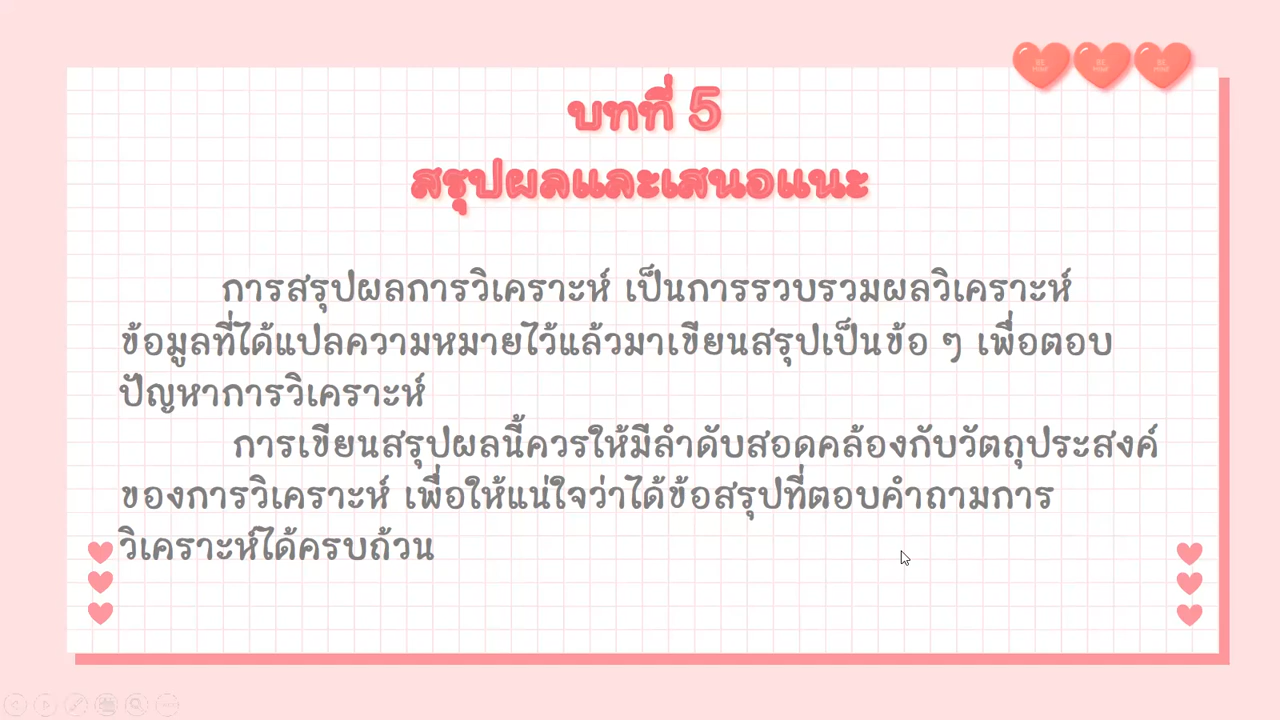 BE MINE BE MINE BE MINE
บทที่ 5
สรุปผลและเสนอแนะ
การสรุปผลการวิเคราะห์ เป็นการรวบรวมผลวิเคราะห์
ข้อมูลที่ได้แปลความหมายไว้แล้วมาเขียนสรุปเป็นข้อ ๆ เพื่อตอบ
ปัญหาการวิเคราะห์
การเขียนสรุปผลนี้ควรให้มีลำดับสอดคล้องกับวัตถุประสงค์
ของการวิเคราะห์ เพื่อให้แน่ใจว่าได้ข้อสรุปที่ตอบคำถามการ
วิเคราะห์ได้ครบถ้วน